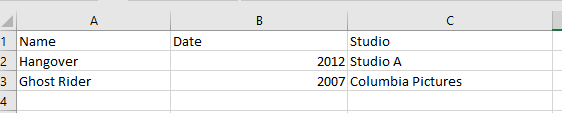 A B C
1 Name Date Studio
2 Hangover 2012 Studio A
3 Ghost Rider 2007 Columbia Pictures
4